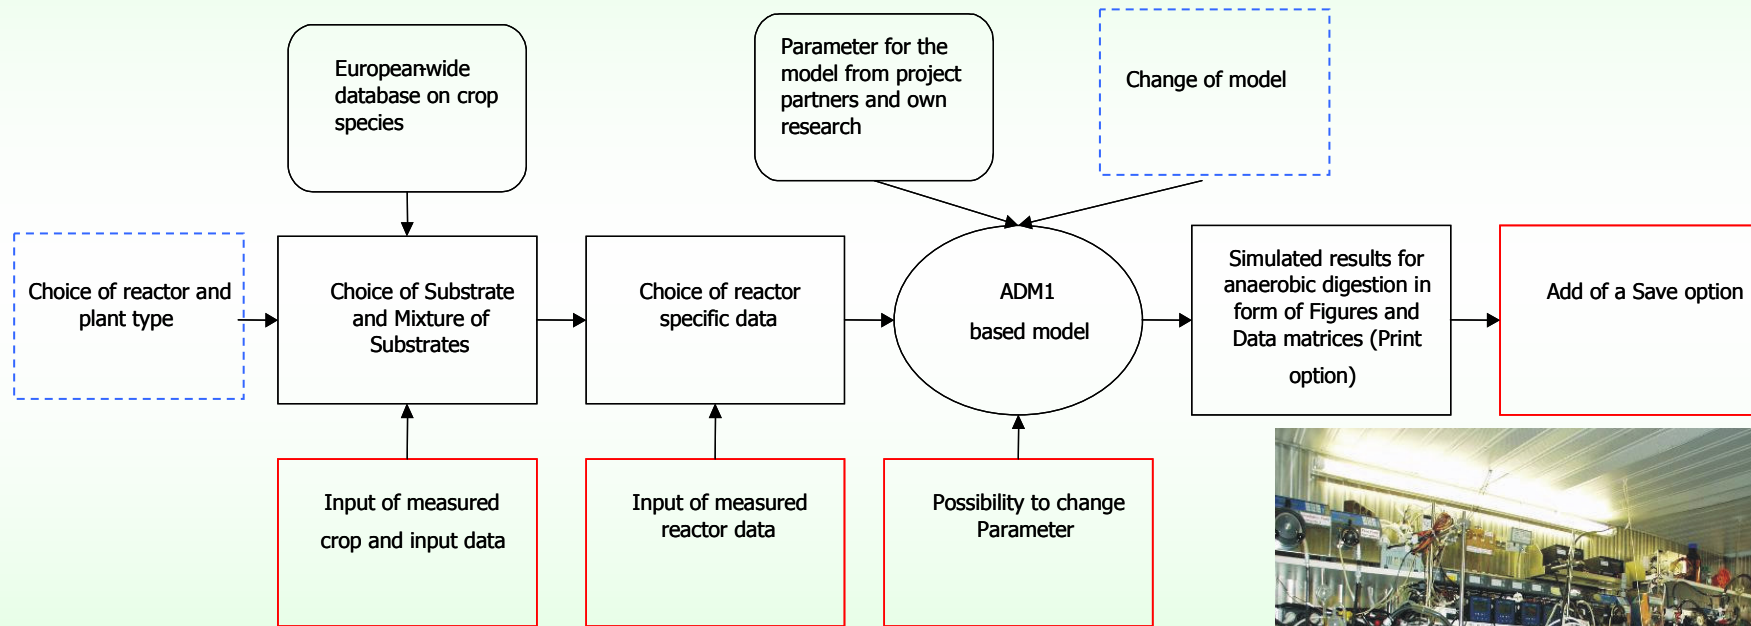 European-wide
database on crop
species
Parameter for the
model from project
partners and own
research
Change of model
Choice of reactor and
plant type
Choice of Substrate
and Mixture of
Substrates
Choice of reactor
specific data
ADM1
based model
Simulated results for
anaerobic digestion in
form of Figures and
Data matrices (Print
option)
Add of a Save option
Input of measured
crop and input data
Input of measured
reactor data
Possibility to change
Parameter